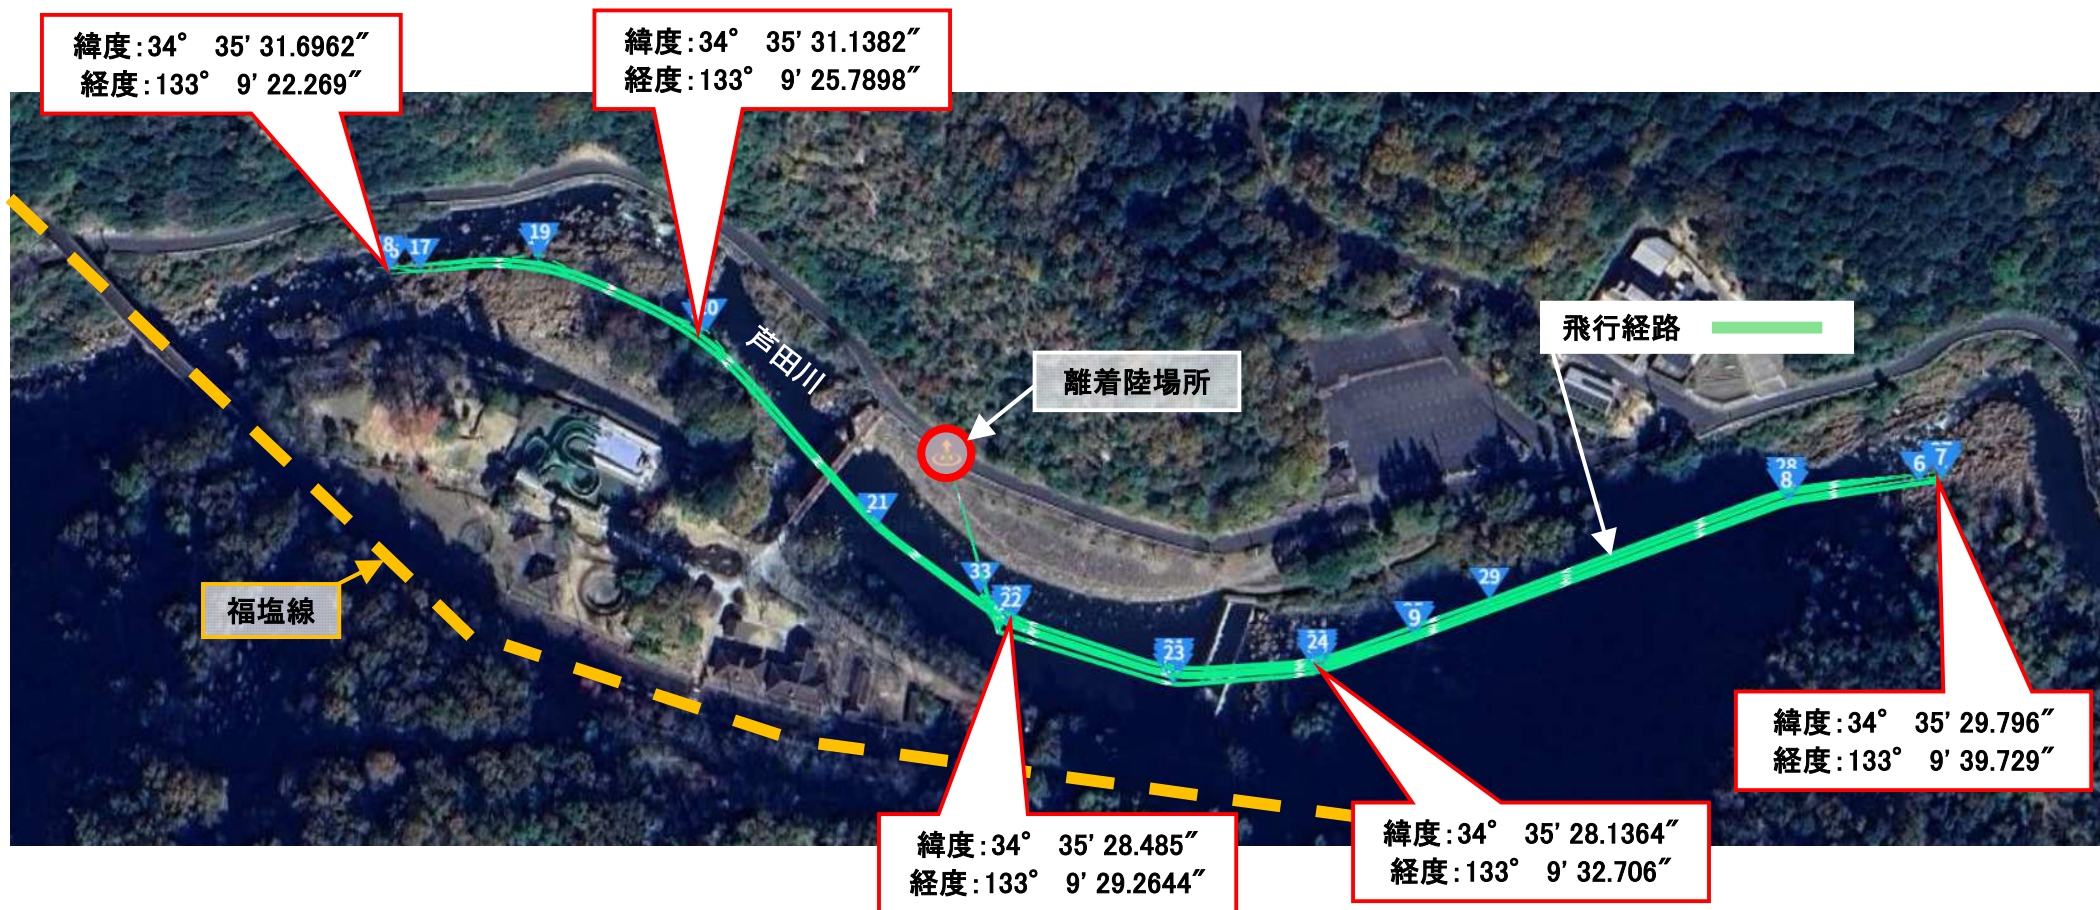 緯度:34° 35’ 31.6962”
経度:133° 9’ 22.269”
緯度:34° 35’ 31.1382”
経度:133° 9’ 25.7898”
8
17
19
芦田川
飛行経路
離着陸場所
21
福塩線
33
22
23
24
9
29
28
8
6
7
緯度:34° 35’ 29.796”
経度:133° 9’ 39.729”
緯度:34° 35’ 28.485”
経度:133° 9’ 29.2644”
緯度:34° 35’ 28.1364”
経度:133° 9’ 32.706”